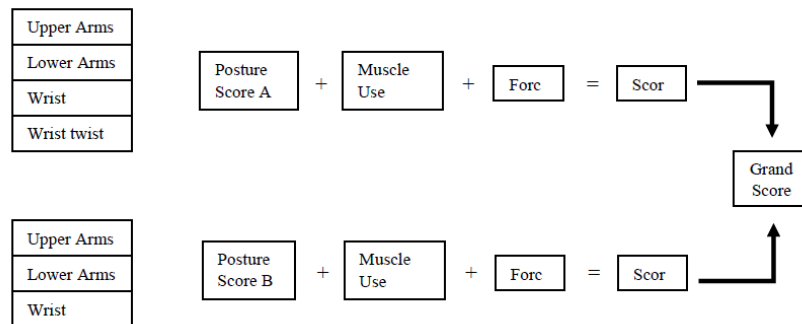 Upper Arms
Lower Arms
Wrist
Wrist twist
Posture
Score A
+
Muscle
Use
+
Forc
=
Scor
Grand
Score
Upper Arms
Lower Arms
Wrist
Posture
Score B
+
Muscle
Use
+
Forc
=
Scor